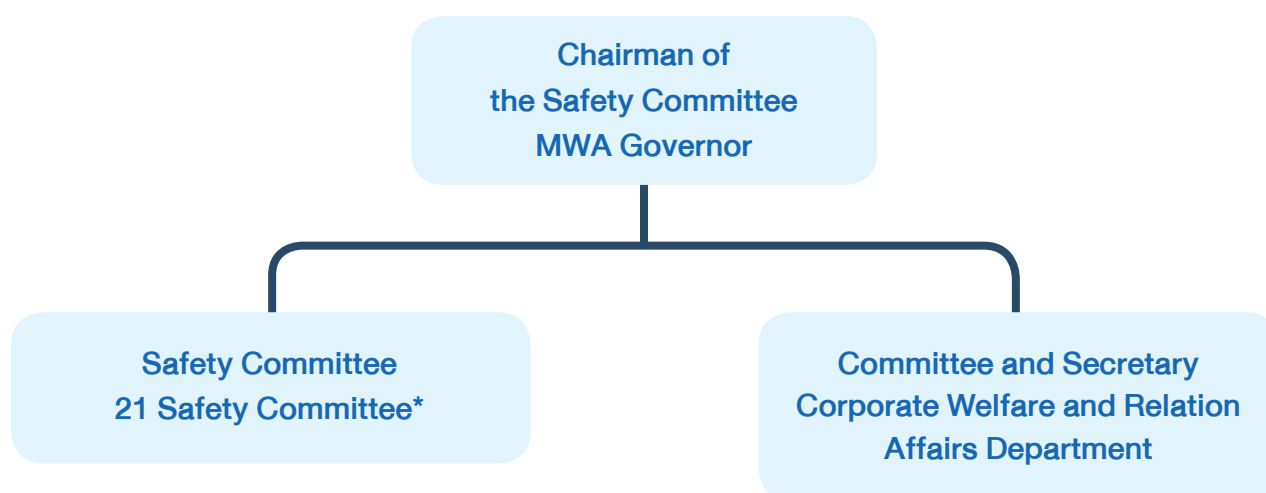 Chairman of
the Safety Committee
MWA Governor
Safety Committee
21 Safety Committee*
Committee and Secretary
Corporate Welfare and Relation
Affairs Department